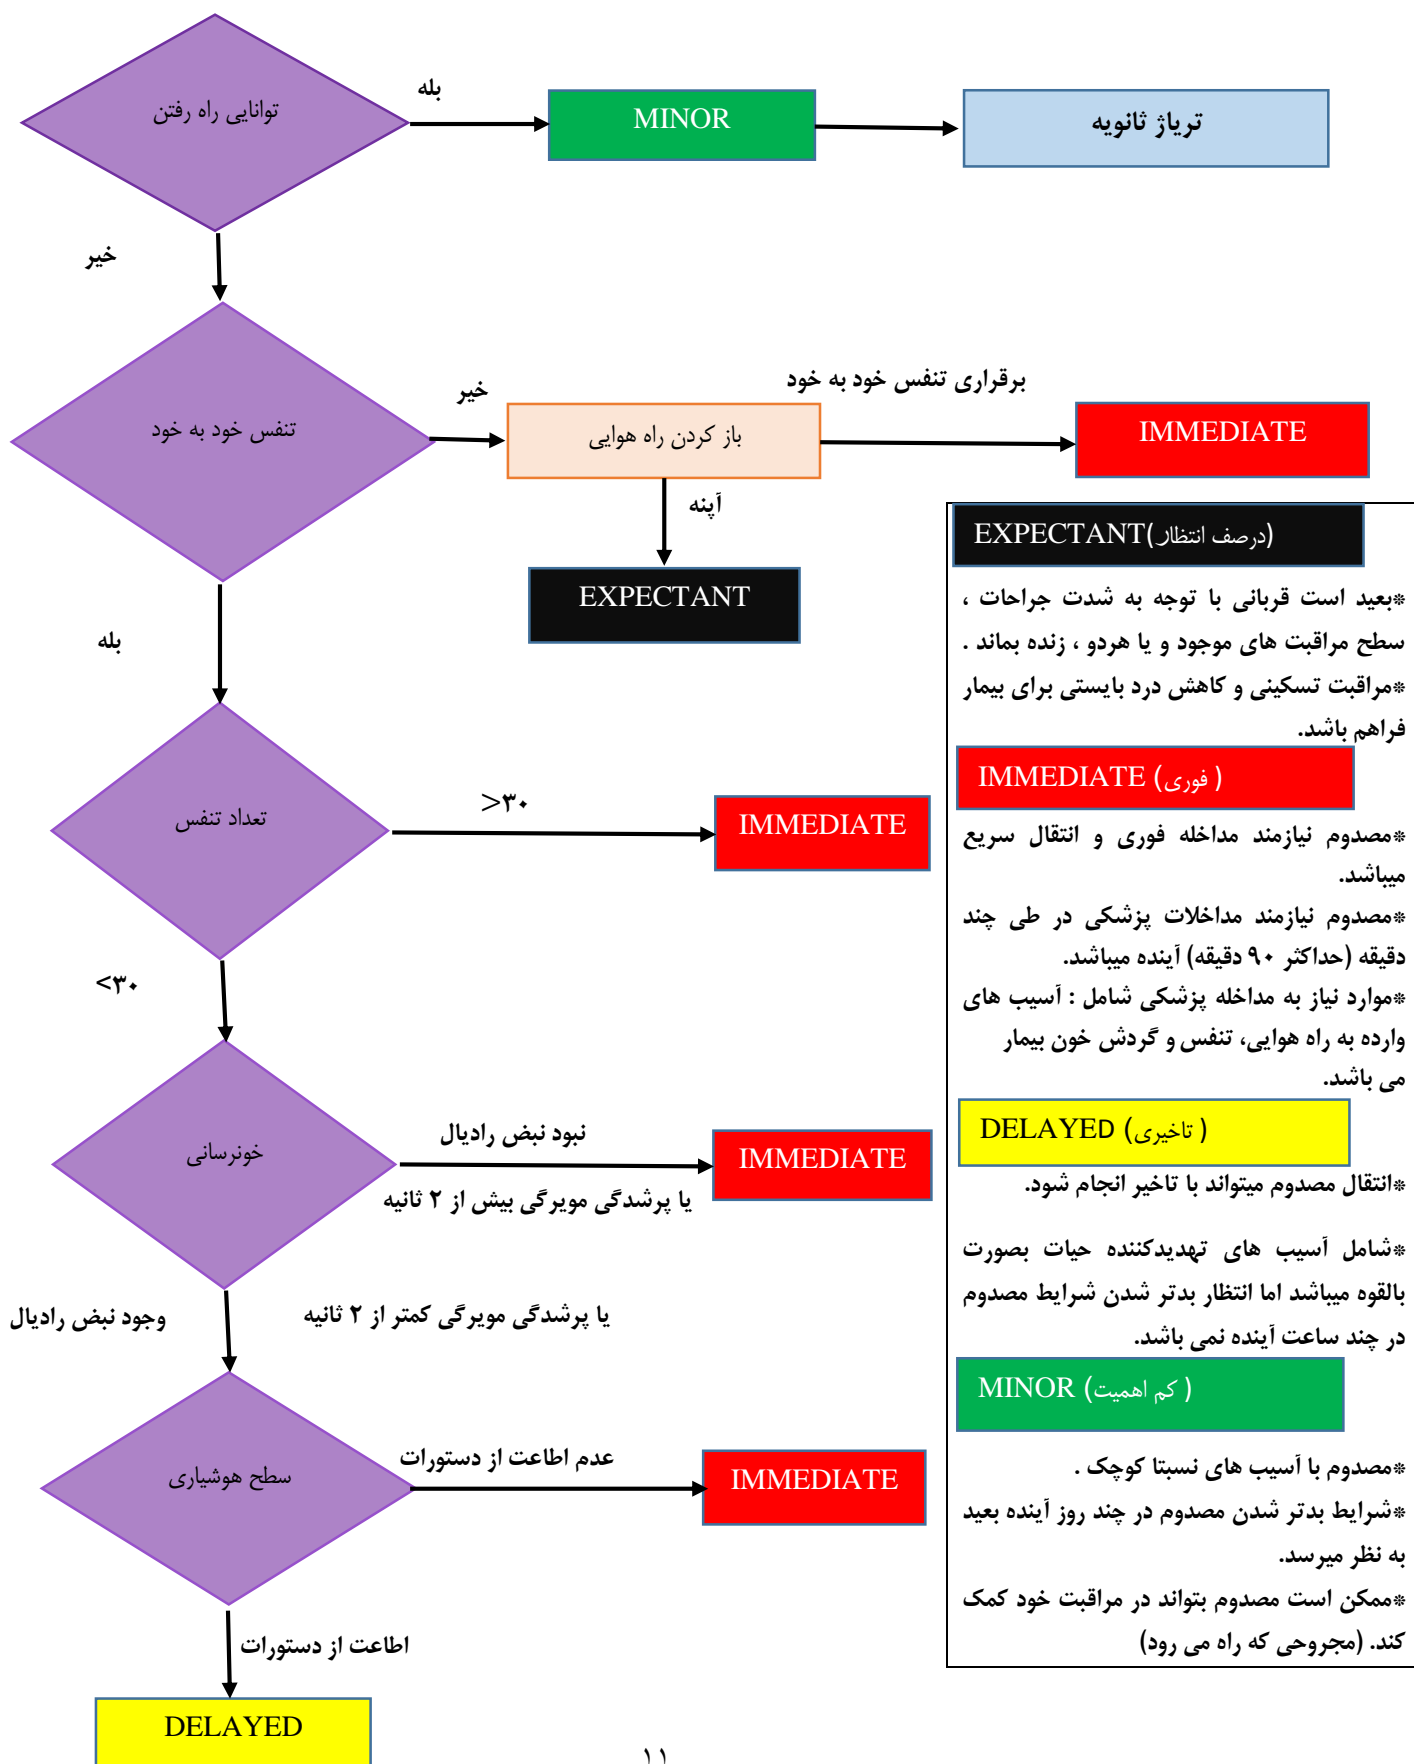 توانایی راه رفتن
بله
MINOR
تریاژ ثانویه
خیر
تنفس خود به خود
خیر
باز کردن راه هوایی
برقراری تنفس خود به خود
IMMEDIATE
آپنه
EXPECTANT
بله
تعداد تنفس
>۳۰
IMMEDIATE
<۳۰
خونرسانی
نبود نبض رادیال
یا پرشدگی مویرگی بیش از ۲ ثانیه
IMMEDIATE
وجود نبض رادیال
یا پرشدگی مویرگی کمتر از ۲ ثانیه
سطح هوشیاری
عدم اطاعت از دستورات
IMMEDIATE
اطاعت از دستورات
DELAYED
EXPECTANT(درصف انتظار)
*بعید است قربانی با توجه به شدت جراحات ،
سطح مراقبت های موجود و یا هردو ، زنده بماند .
*مراقبت تسکینی و کاهش درد بایستی برای بیمار
فراهم باشد.
IMMEDIATE (فوری )
*مصدوم نیازمند مداخله فوری و انتقال سریع
میباشد.
*مصدوم نیازمند مداخلات پزشکی در طی چند
دقیقه (حداکثر ۹۰ دقیقه) آینده میباشد.
*موارد نیاز به مداخله پزشکی شامل : آسیب های
وارده به راه هوایی، تنفس و گردش خون بیمار
می باشد.
DELAYED (تاخیری )
*انتقال مصدوم میتواند با تاخیر انجام شود.
*شامل آسیب های تهدیدکننده حیات بصورت
بالقوه میباشد اما انتظار بدتر شدن شرایط مصدوم
در چند ساعت آینده نمی باشد.
MINOR (کم اهمیت )
*مصدوم با آسیب های نسبتا کوچک .
*شرایط بدتر شدن مصدوم در چند روز آینده بعید
به نظر میرسد.
*ممکن است مصدوم بتواند در مراقبت خود کمک
کند. (مجروحی که راه می رود)
۱۱